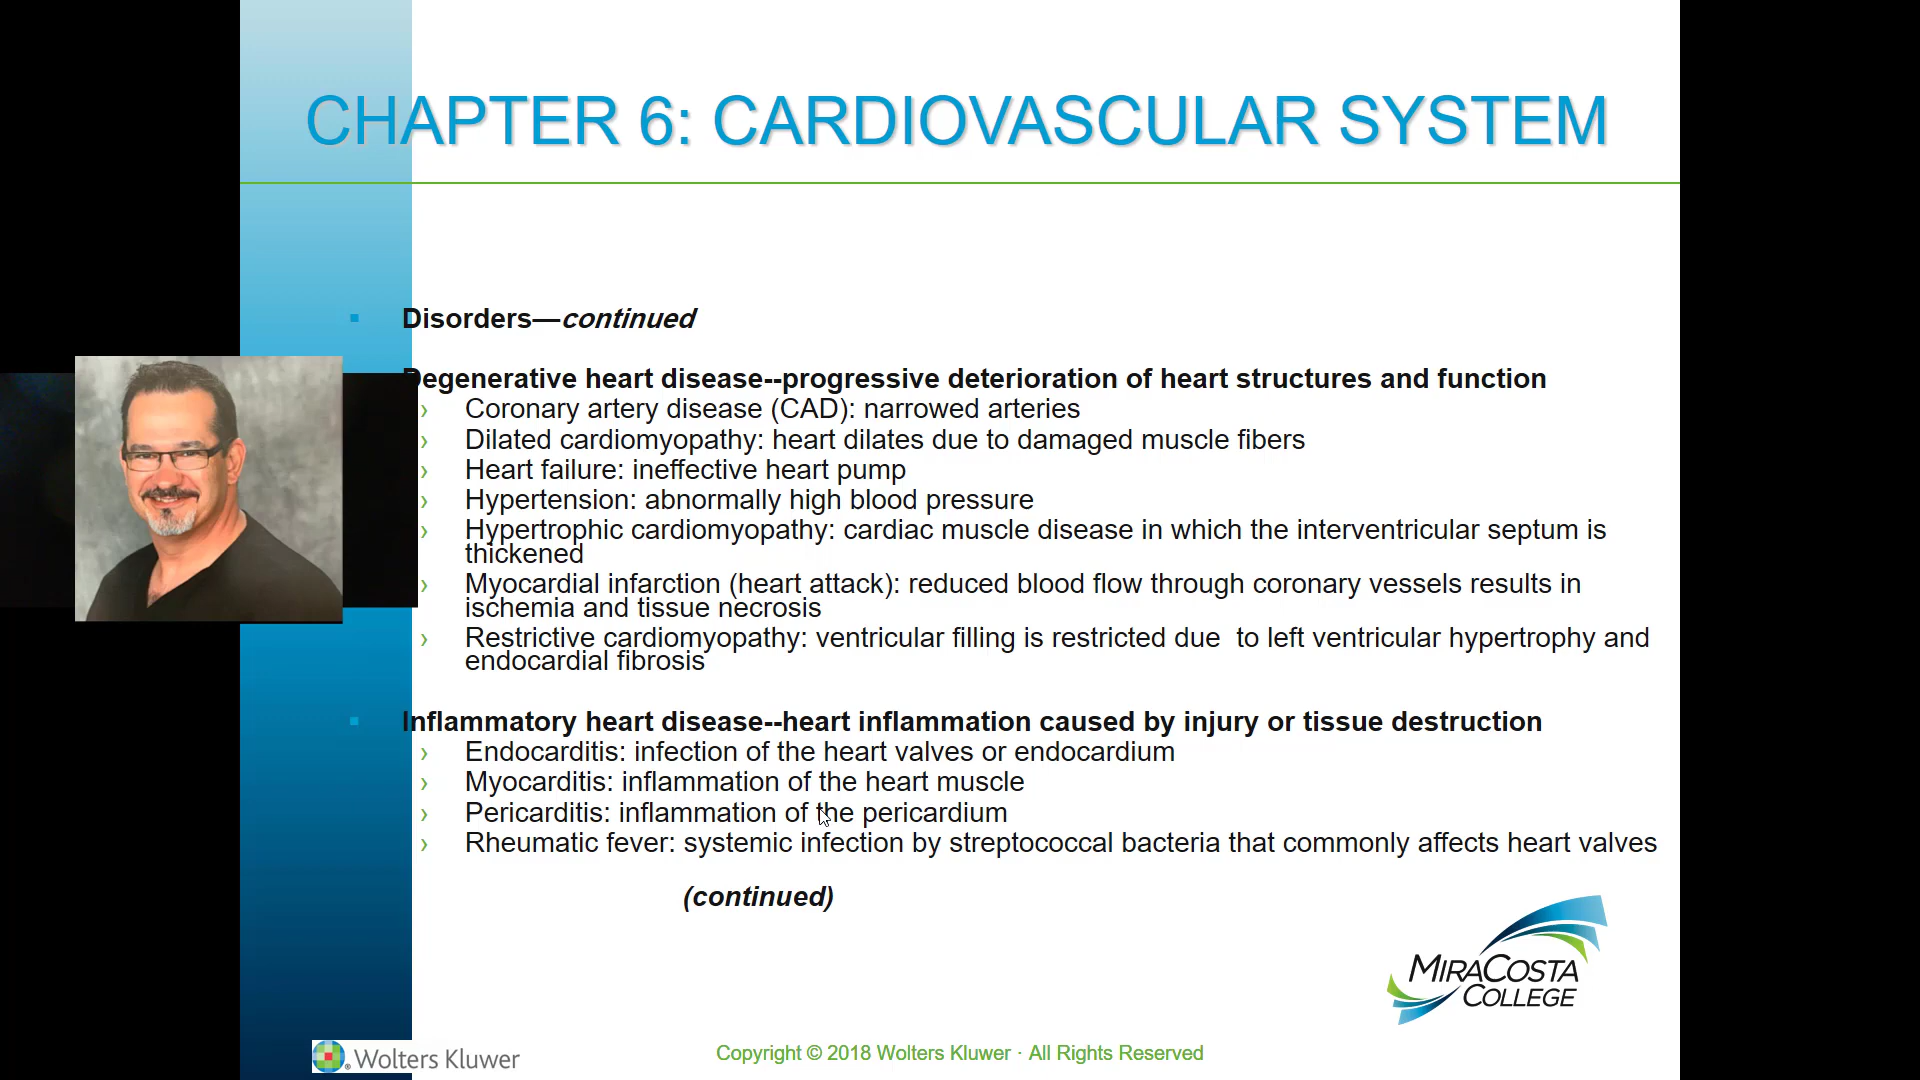 CHAPTER 6: CARDIOVASCULAR SYSTEM
Disorders—continued
Degenerative heart disease--progressive deterioration of heart structures and function
Coronary artery disease (CAD): narrowed arteries
Dilated cardiomyopathy: heart dilates due to damaged muscle fibers
Heart failure: ineffective heart pump
Hypertension: abnormally high blood pressure
Hypertrophic cardiomyopathy: cardiac muscle disease in which the interventricular septum is
thickened
Myocardial infarction (heart attack): reduced blood flow through coronary vessels results in
ischemia and tissue necrosis
Restrictive cardiomyopathy: ventricular filling is restricted due  to left ventricular hypertrophy and
endocardial fibrosis
Inflammatory heart disease--heart inflammation caused by injury or tissue destruction
Endocarditis: infection of the heart valves or endocardium
Myocarditis: inflammation of the heart muscle
Pericarditis: inflammation of the pericardium
Rheumatic fever: systemic infection by streptococcal bacteria that commonly affects heart valves
(continued)
MIRACOSTA
COLLEGE
Wolters Kluwer
Copyright © 2018 Wolters Kluwer · All Rights Reserved